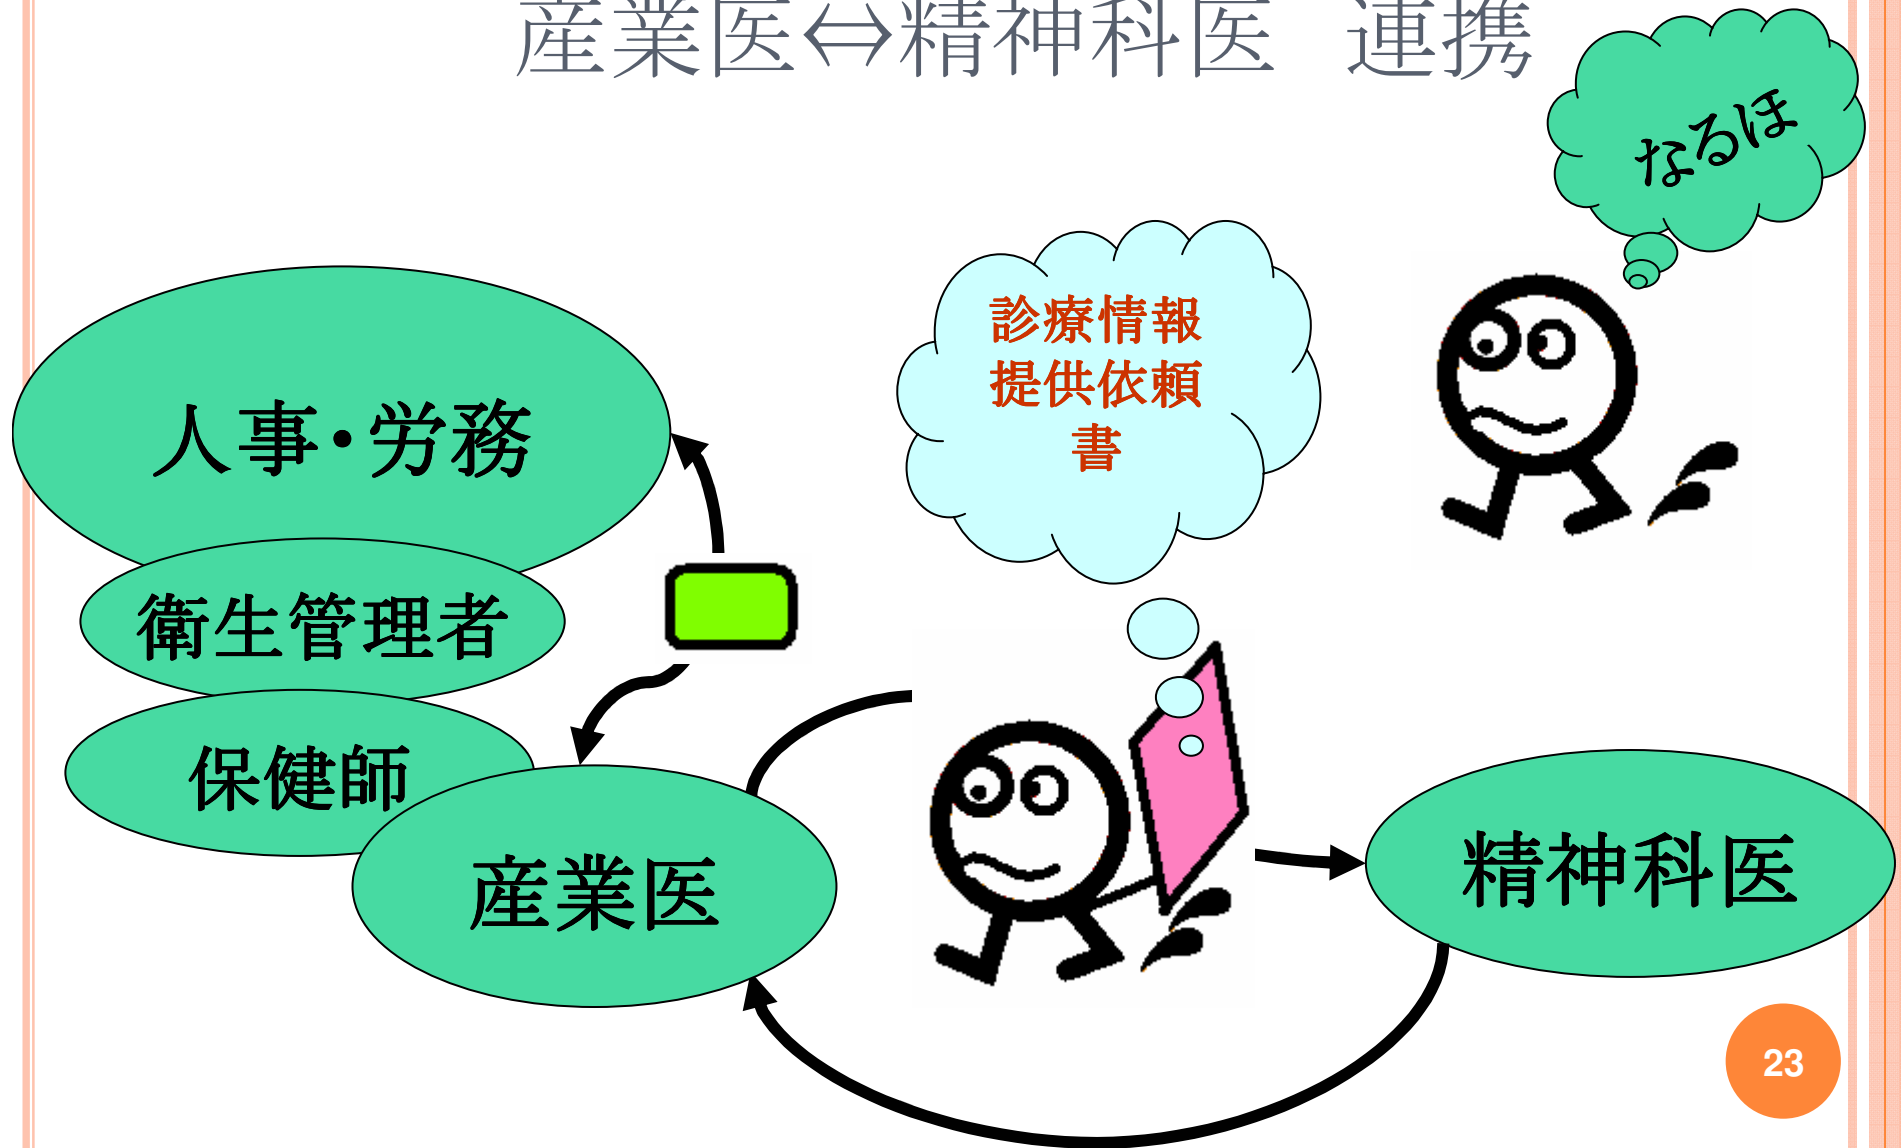 産業医⇔精神科医　連携
なるほ
診療情報
提供依頼
書
人事・労務
衛生管理者
保健師
産業医
精神科医
23